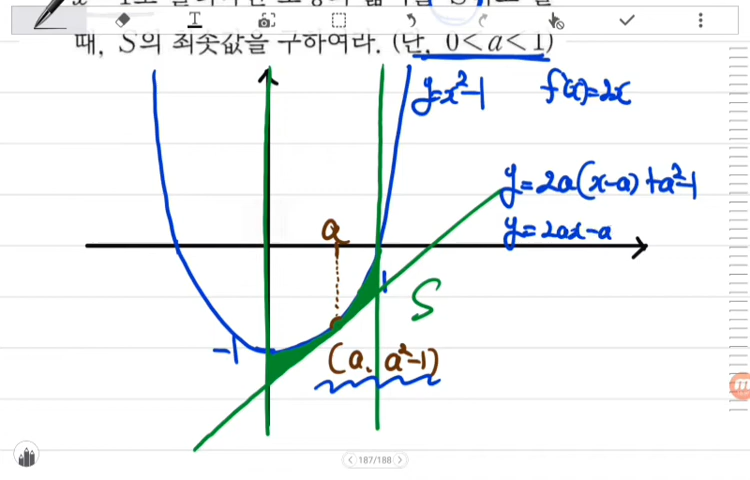 때, S의 최솟값을 구하여라. (단, 0<a<1)
y=x²-1 f'(x)=2x
y=2a(x-a)+a²-1
y=2ax-a
a
1
S
-1
(a, a²-1)
187/188